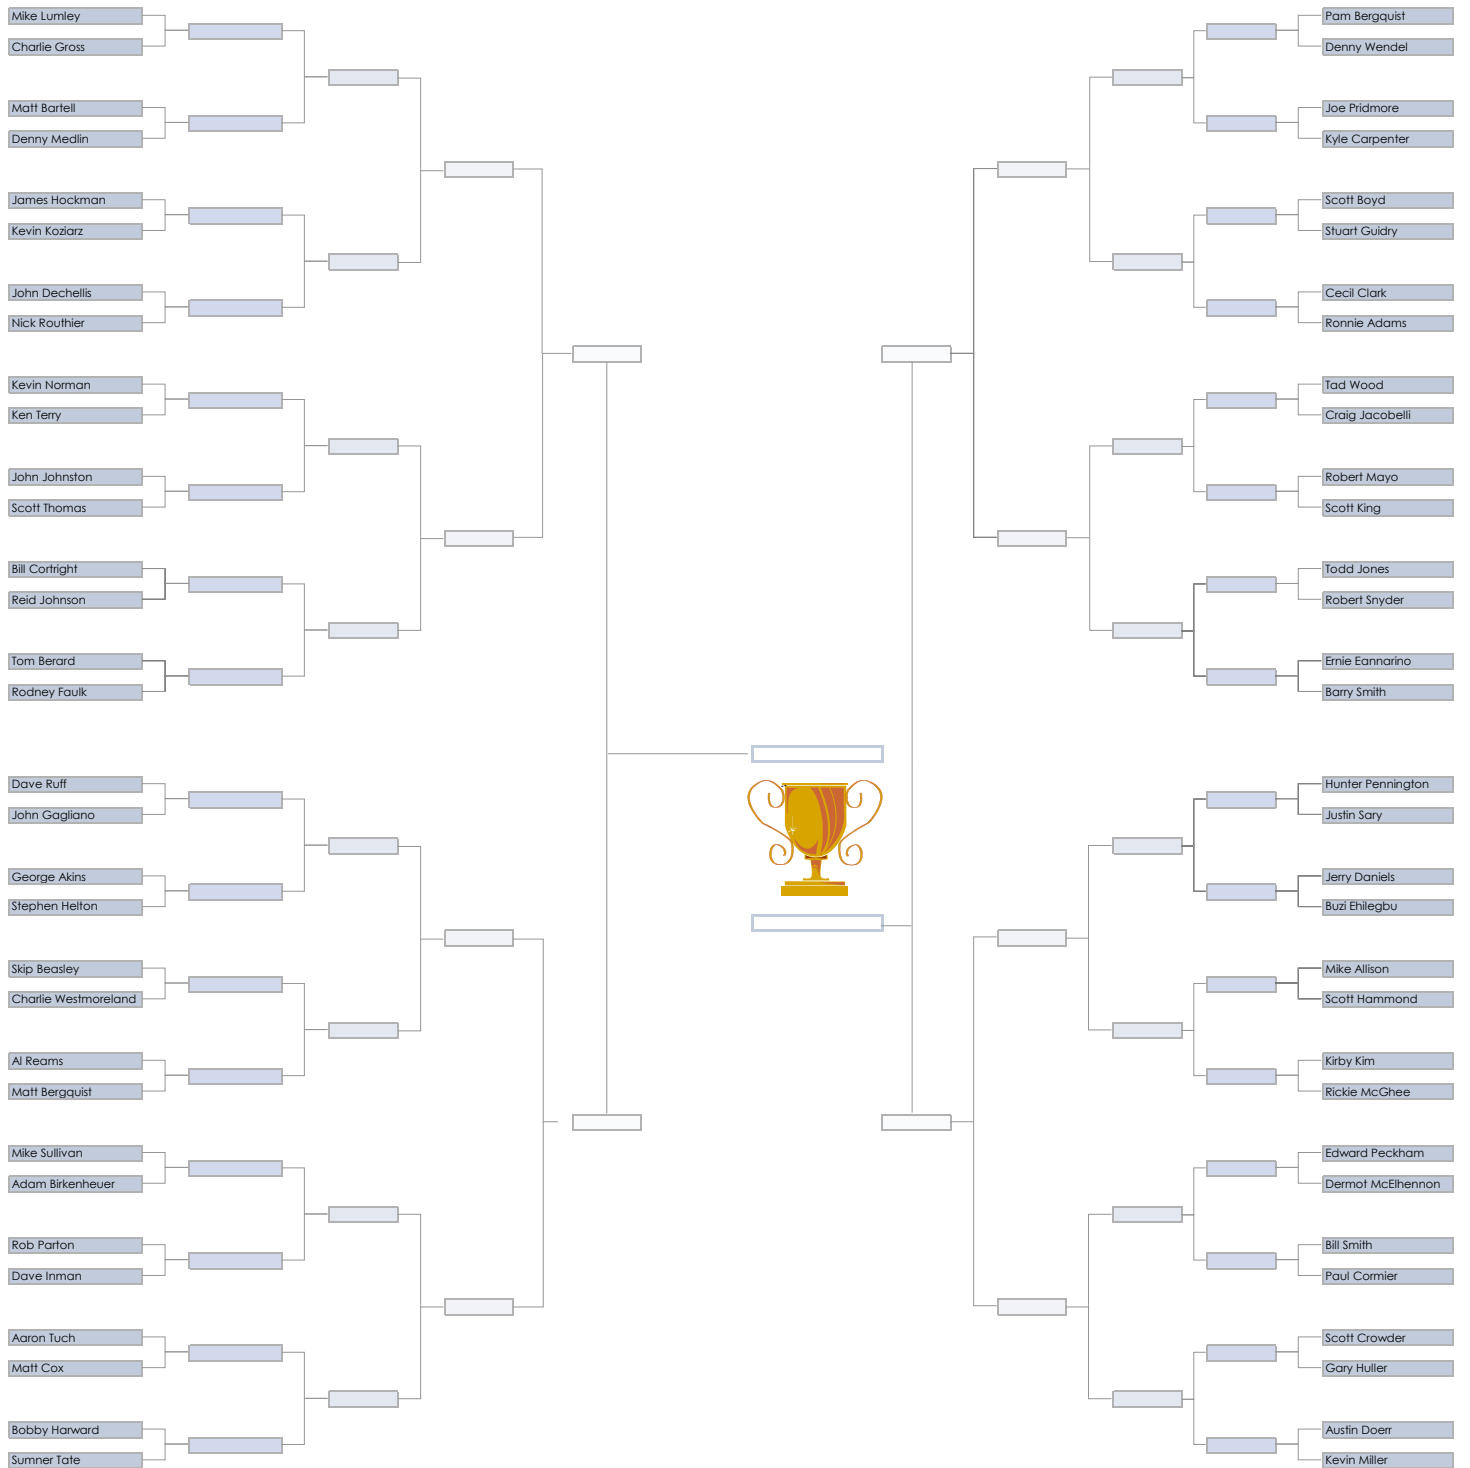 Mike Lumley
Charlie Gross
Matt Bartell
Denny Medlin
James Hockman
Kevin Koziarz
John Dechellis
Nick Routhier
Kevin Norman
Ken Terry
John Johnston
Scott Thomas
Bill Cortright
Reid Johnson
Tom Berard
Rodney Faulk
Dave Ruff
John Gagliano
George Akins
Stephen Helton
Skip Beasley
Charlie Westmoreland
Al Reams
Matt Bergquist
Mike Sullivan
Adam Birkenheuer
Rob Parton
Dave Inman
Aaron Tuch
Matt Cox
Bobby Harward
Sumner Tate
Pam Bergquist
Denny Wendel
Joe Pridmore
Kyle Carpenter
Scott Boyd
Stuart Guidry
Cecil Clark
Ronnie Adams
Tad Wood
Craig Jacobelli
Robert Mayo
Scott King
Todd Jones
Robert Snyder
Ernie Eannarino
Barry Smith
Hunter Pennington
Justin Sary
Jerry Daniels
Buzi Ehilegbu
Mike Allison
Scott Hammond
Kirby Kim
Rickie McGhee
Edward Peckham
Dermot McElhennon
Bill Smith
Paul Cormier
Scott Crowder
Gary Huller
Austin Doerr
Kevin Miller